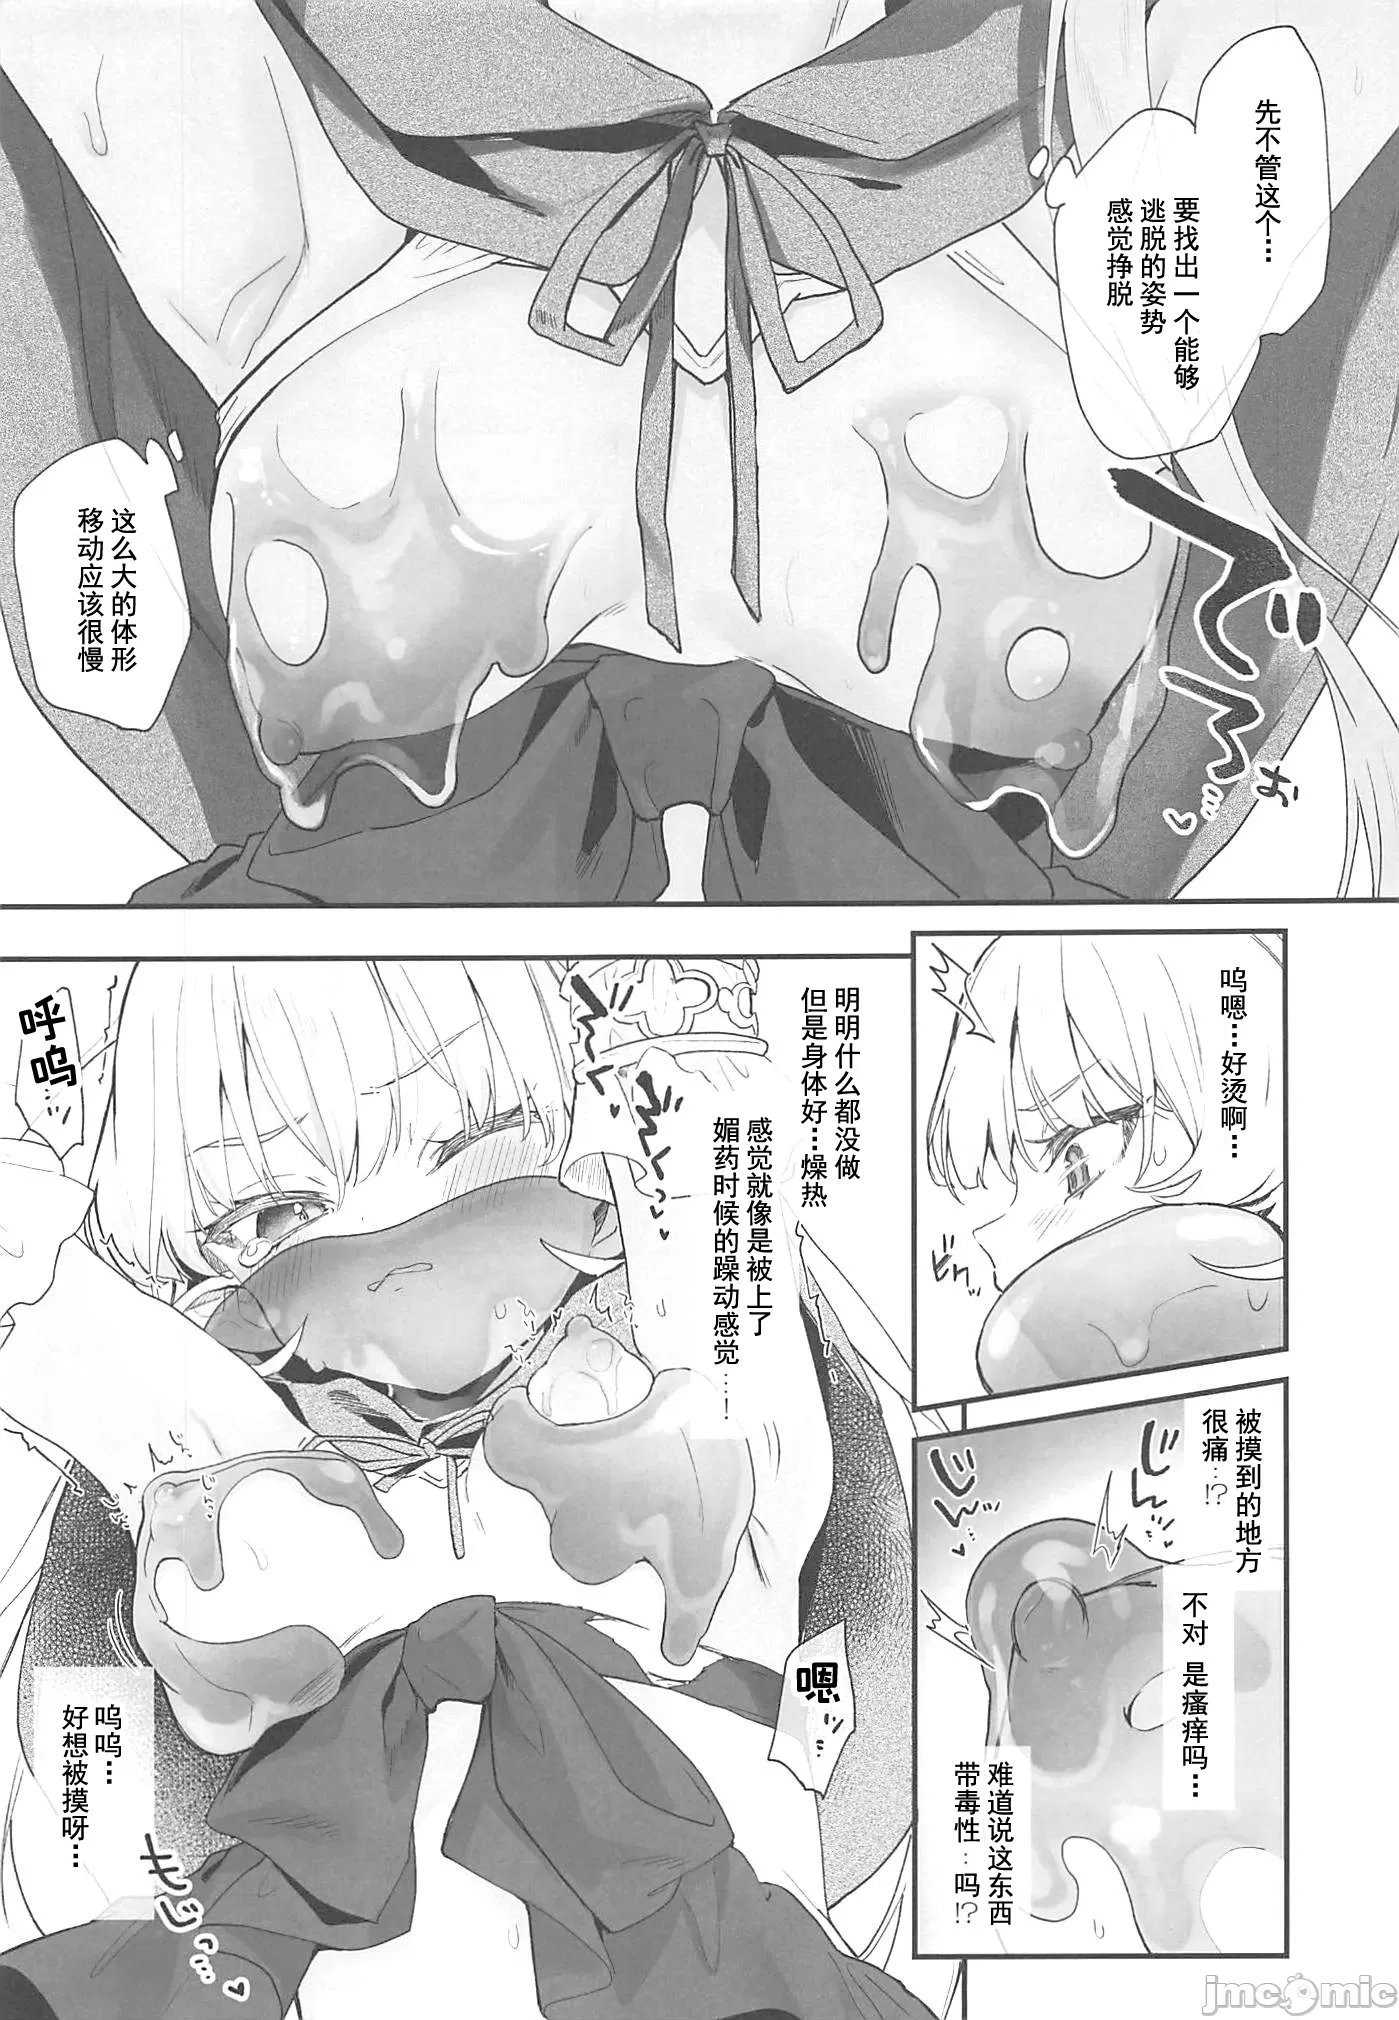 先不管这个…
要找出一个能够
逃脱的姿势
感觉挣脱
这么大的体形
移动应该很慢
お
呜嗯…好烫啊…
被摸到的地方
很痛…!?
不对 是瘙痒吗…
难道说这东西
带毒性…吗!?
明明什么都没做
但是身体好…燥热
感觉就像是被上了
媚药时候的躁动感觉……!
呼呜…
嗯…
呜呜…
好想被摸呀…
もじ
jmcomic